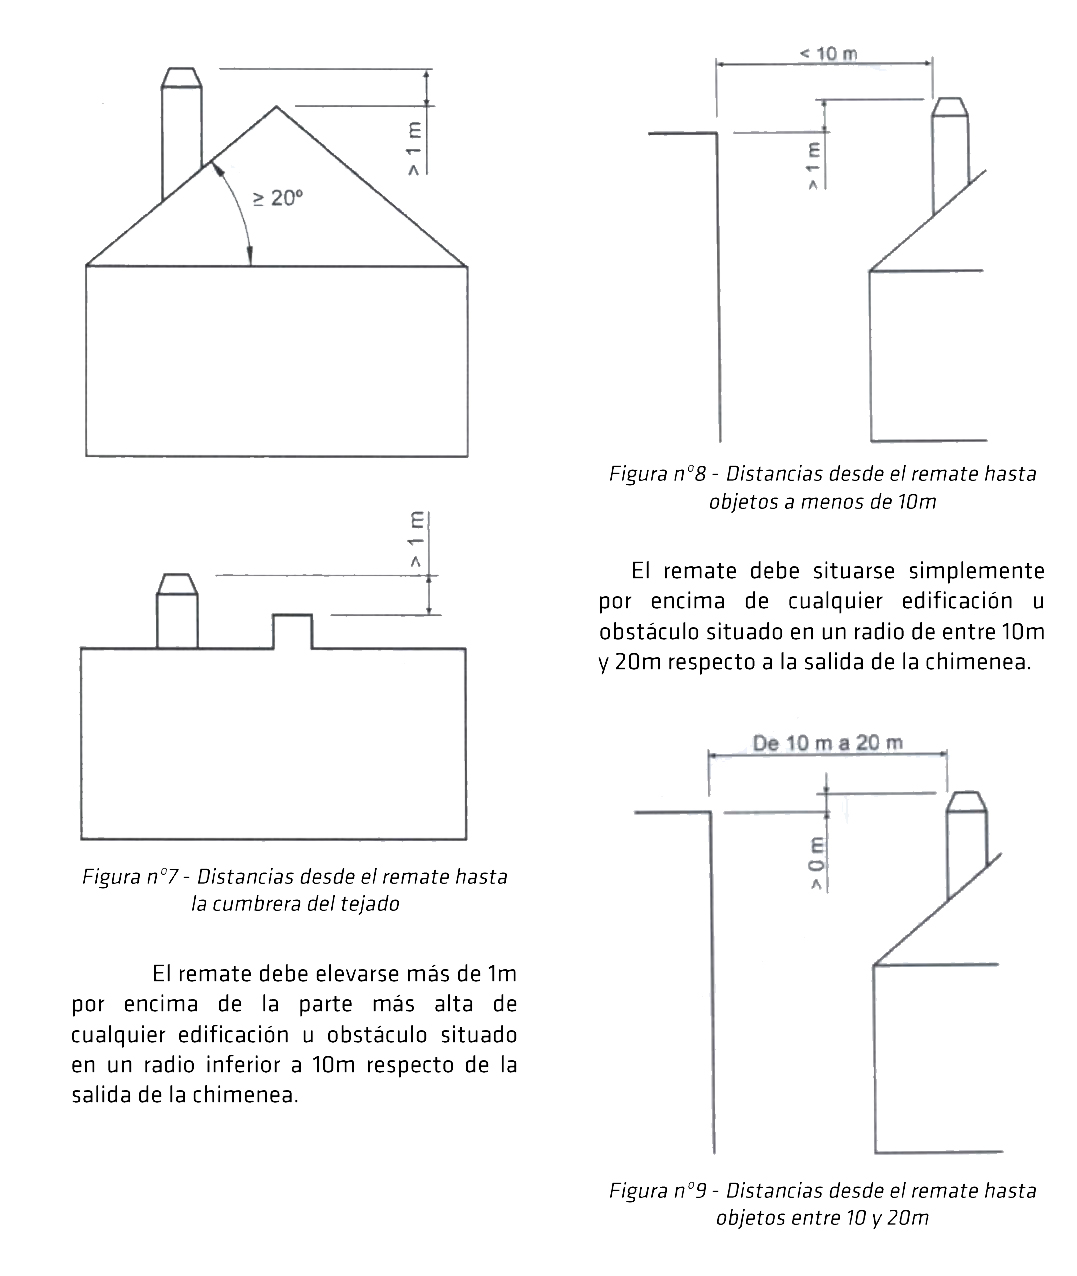 > 1 m
≥ 20º
> 1 m
Figura nº7 - Distancias desde el remate hasta
la cumbrera del tejado
El remate debe elevarse más de 1m
por encima de la parte más alta de
cualquier edificación u obstáculo situado
en un radio inferior a 10m respecto de la
salida de la chimenea.
< 10 m
> 1 m
Figura nº8 - Distancias desde el remate hasta
objetos a menos de 10m
El remate debe situarse simplemente
por encima de cualquier edificación u
obstáculo situado en un radio de entre 10m
y 20m respecto a la salida de la chimenea.
De 10 m a 20 m
> 0 m
Figura nº9 - Distancias desde el remate hasta
objetos entre 10 y 20m